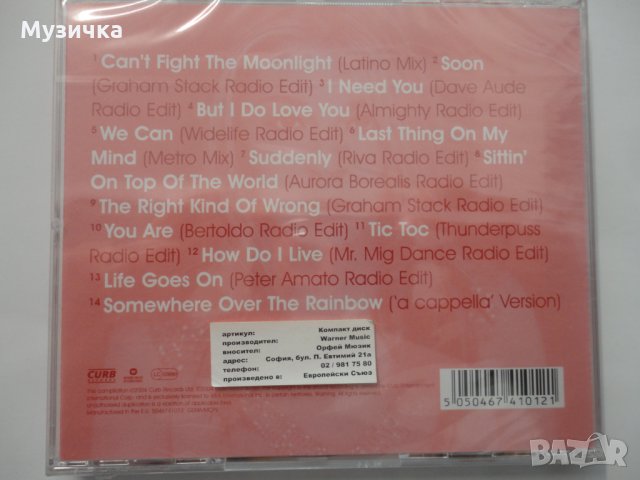 Музичка
1 Can't Fight The Moonlight (Latino Mix) 2 Soon
(Graham Stack Radio Edit) 3 I Need You (Dave Aude
Radio Edit) 4 But I Do Love You (Almighty Radio Edit)
5 We Can (Widelife Radio Edit) 6 Last Thing On My
Mind (Metro Mix) 7 Suddenly (Riva Radio Edit) 8 Sittin'
On Top Of The World (Aurora Borealis Radio Edit)
9 The Right Kind Of Wrong (Graham Stack Radio Edit)
10 You Are (Bertoldo Radio Edit) 11 Tic Toc (Thunderpuss
Radio Edit) 12 How Do I Live (Mr. Mig Dance Radio Edit)
13 Life Goes On (Peter Amato Radio Edit)
14 Somewhere Over The Rainbow ('a cappella' Version)
артикул: Компакт диск
производител: Warner Music
вносител: Орфей Мюзик
адрес: София, бул. П. Евтимий 21а
телефон: 02 / 981 75 80
произведено в: Европейски Съюз
CURB
5 050467 410121
BAZAR.BG